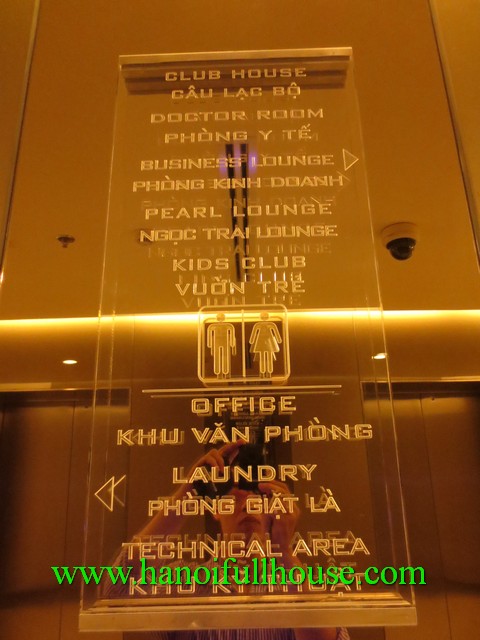 CLUB HOUSE
CÂU LẠC BỘ
DOCTOR ROOM
PHÒNG Y TẾ
BUSINESS LOUNGE
PHÒNG KINH DOANH
PEARL LOUNGE
NGỌC TRAI LOUNGE
KIDS CLUB
VUỜN TRẺ
OFFICE
KHU VĂN PHÒNG
LAUNDRY
PHÒNG GIẶT LÀ
TECHNICAL AREA
www.hanoifullhouse.com
KHU KỸ THUẬT